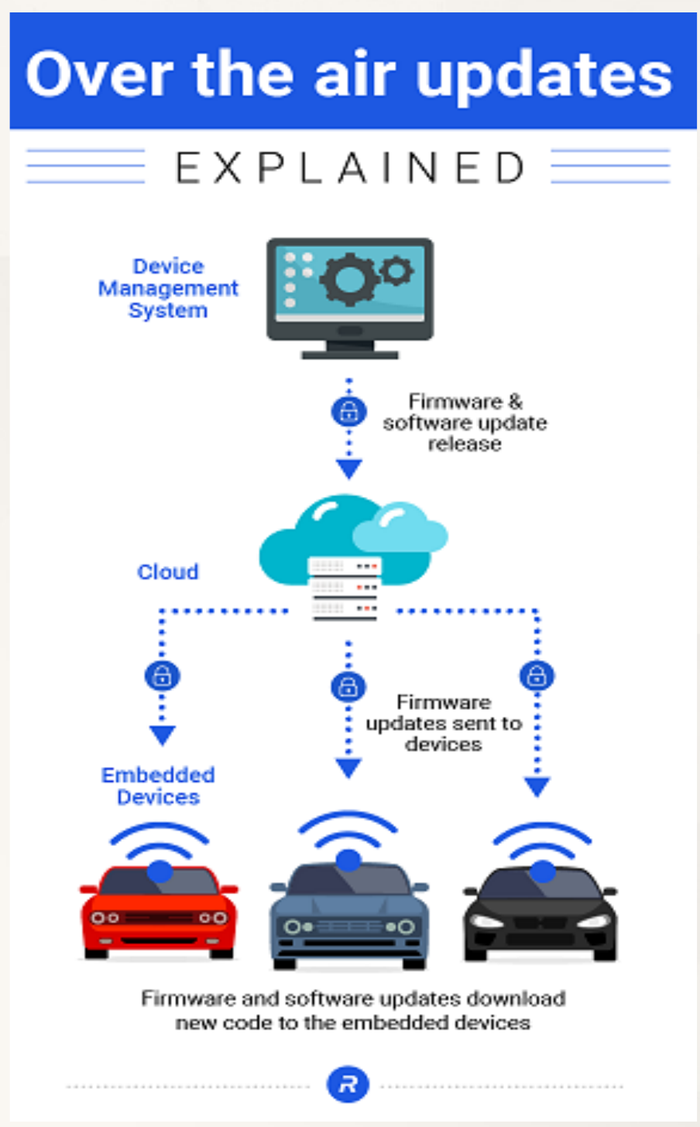 Over the air updates
EXPLAINED
Device
Management
System
Firmware &
software update
release
Cloud
Firmware
updates sent to
devices
Embedded
Devices
Firmware and software updates download
new code to the embedded devices
R